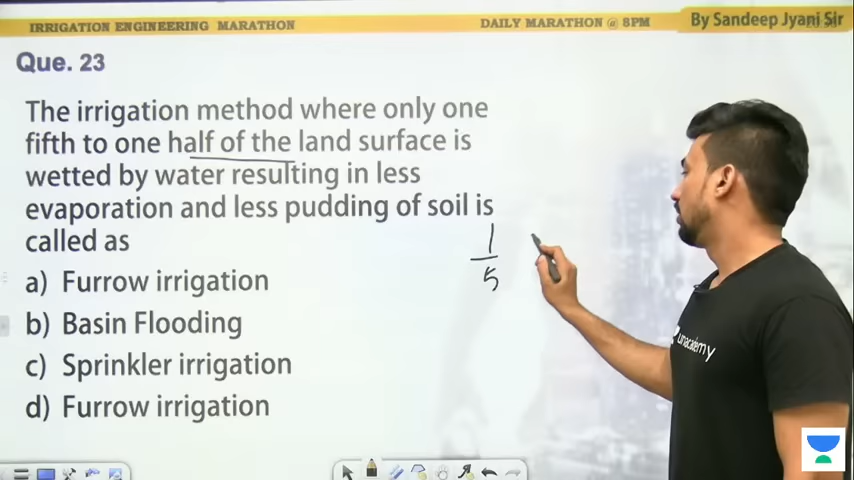 IRRIGATION ENGINEERING MARATHON
DAILY MARATHON @ 8PM
By Sandeep Jyani Sir
Que. 23
The irrigation method where only one
fifth to one half of the land surface is
wetted by water resulting in less
evaporation and less pudding of soil is
called as
a) Furrow irrigation
b) Basin Flooding
c) Sprinkler irrigation
d) Furrow irrigation
1
5
unacademy